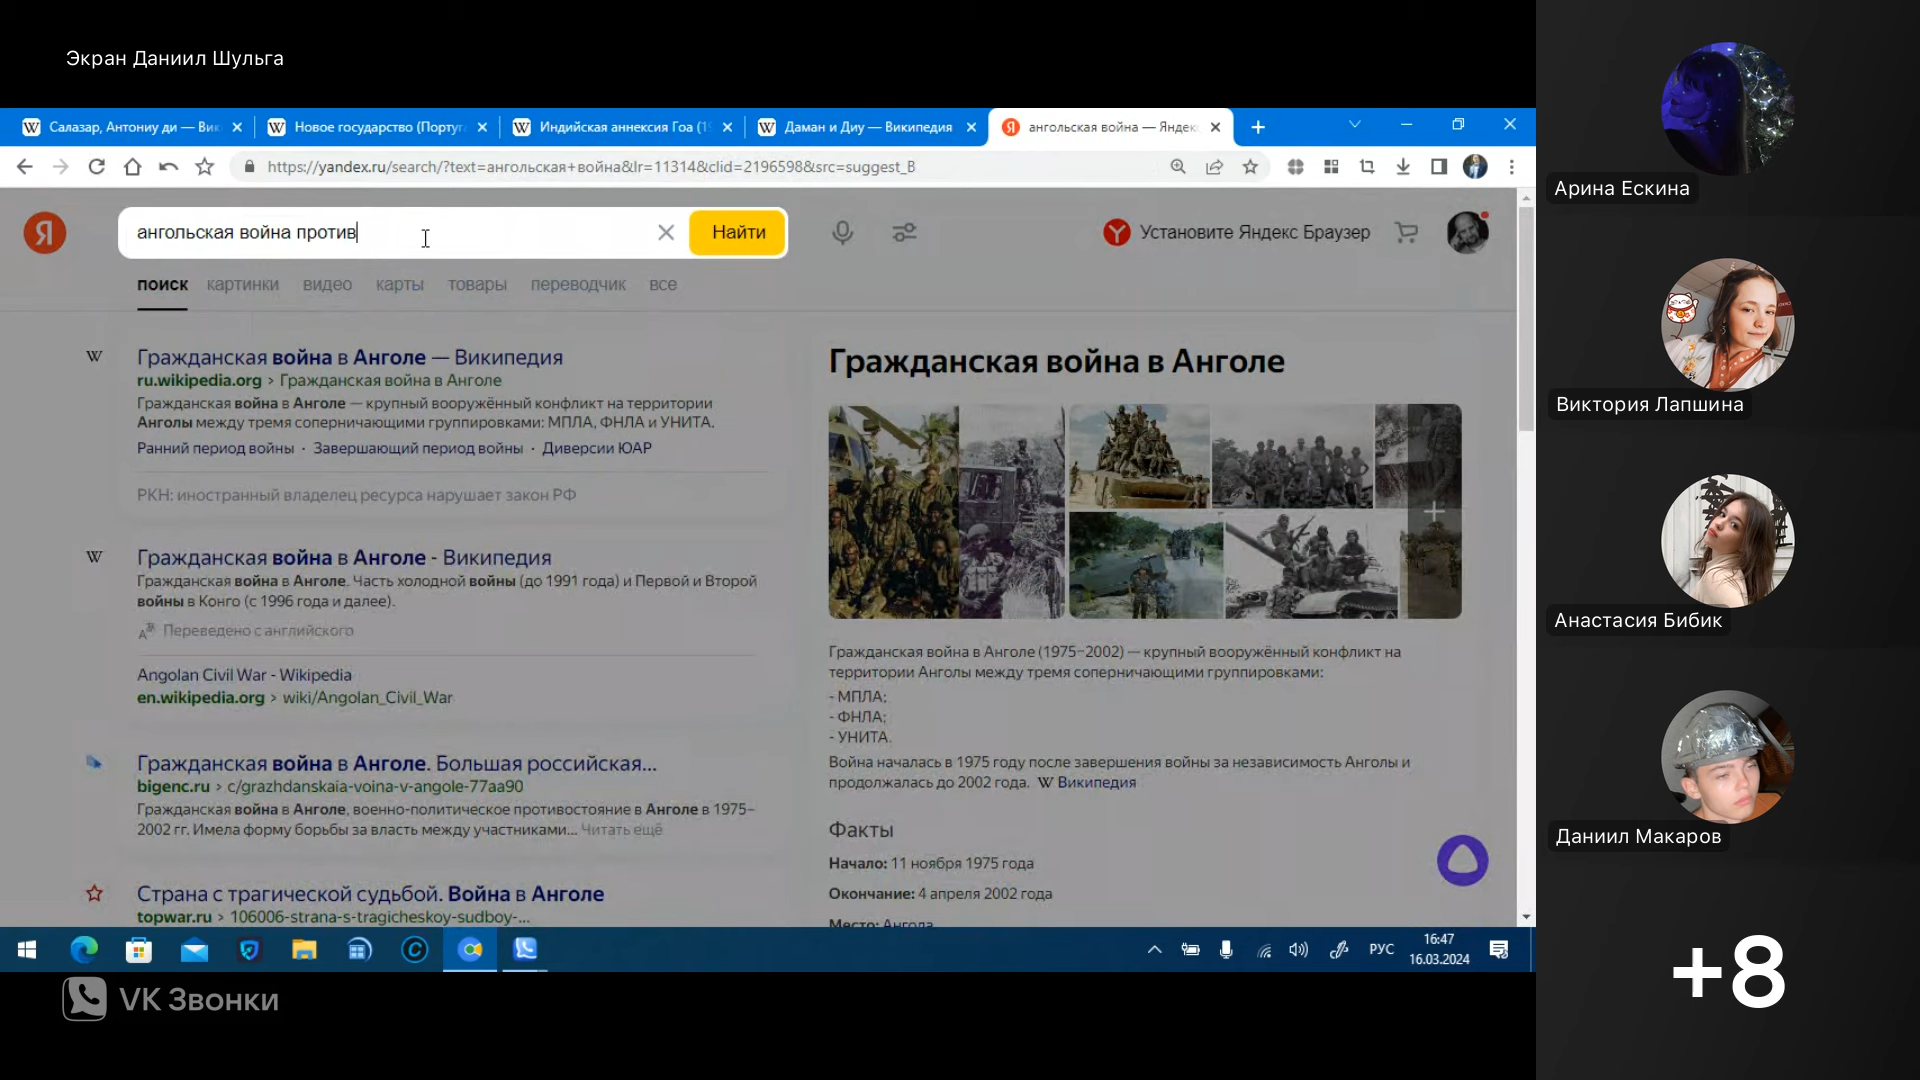 Экран Даниил Шульга
Салазар, Антониу ди — Вик
Новое государство (Португ
Индийская аннексия Гоа (1
Даман и Диу — Википедия
ангольская война — Яндек
https://yandex.ru/search/?text=ангольская+война&lr=11314&clid=2196598&src=suggest_B
Я
ангольская война против
Найти
Установите Яндекс Браузер
поиск картинки видео карты товары переводчик все
Гражданская война в Анголе — Википедия
ru.wikipedia.org › Гражданская война в Анголе
Гражданская война в Анголе — крупный вооружённый конфликт на территории
Анголы между тремя соперничающими группировками: МПЛА, ФНЛА и УНИТА.
Ранний период войны · Завершающий период войны · Диверсии ЮАР
РКН: иностранный владелец ресурса нарушает закон РФ
Гражданская война в Анголе - Википедия
Гражданская война в Анголе. Часть холодной войны (до 1991 года) и Первой и Второй
войны в Конго (с 1996 года и далее).
Переведено с английского
Angolan Civil War - Wikipedia
en.wikipedia.org › wiki/Angolan_Civil_War
Гражданская война в Анголе. Большая российская...
bigenc.ru › c/grazhdanskaia-voina-v-angole-77aa90
Гражданская война в Анголе, военно-политическое противостояние в Анголе в 1975–
2002 гг. Имела форму борьбы за власть между участниками... Читать ещё
Страна с трагической судьбой. Война в Анголе
topwar.ru › 106006-strana-s-tragicheskoy-sudboy-...
Гражданская война в Анголе
Гражданская война в Анголе (1975–2002) — крупный вооружённый конфликт на
территории Анголы между тремя соперничающими группировками:
- МПЛА;
- ФНЛА;
- УНИТА.
Война началась в 1975 году после завершения войны за независимость Анголы и
продолжалась до 2002 года. W Википедия
Факты
Начало: 11 ноября 1975 года
Окончание: 4 апреля 2002 года
Место: Ангола
РУС
16:47
16.03.2024
VK Звонки
Арина Ескина
Виктория Лапшина
Анастасия Бибик
Даниил Макаров
+8